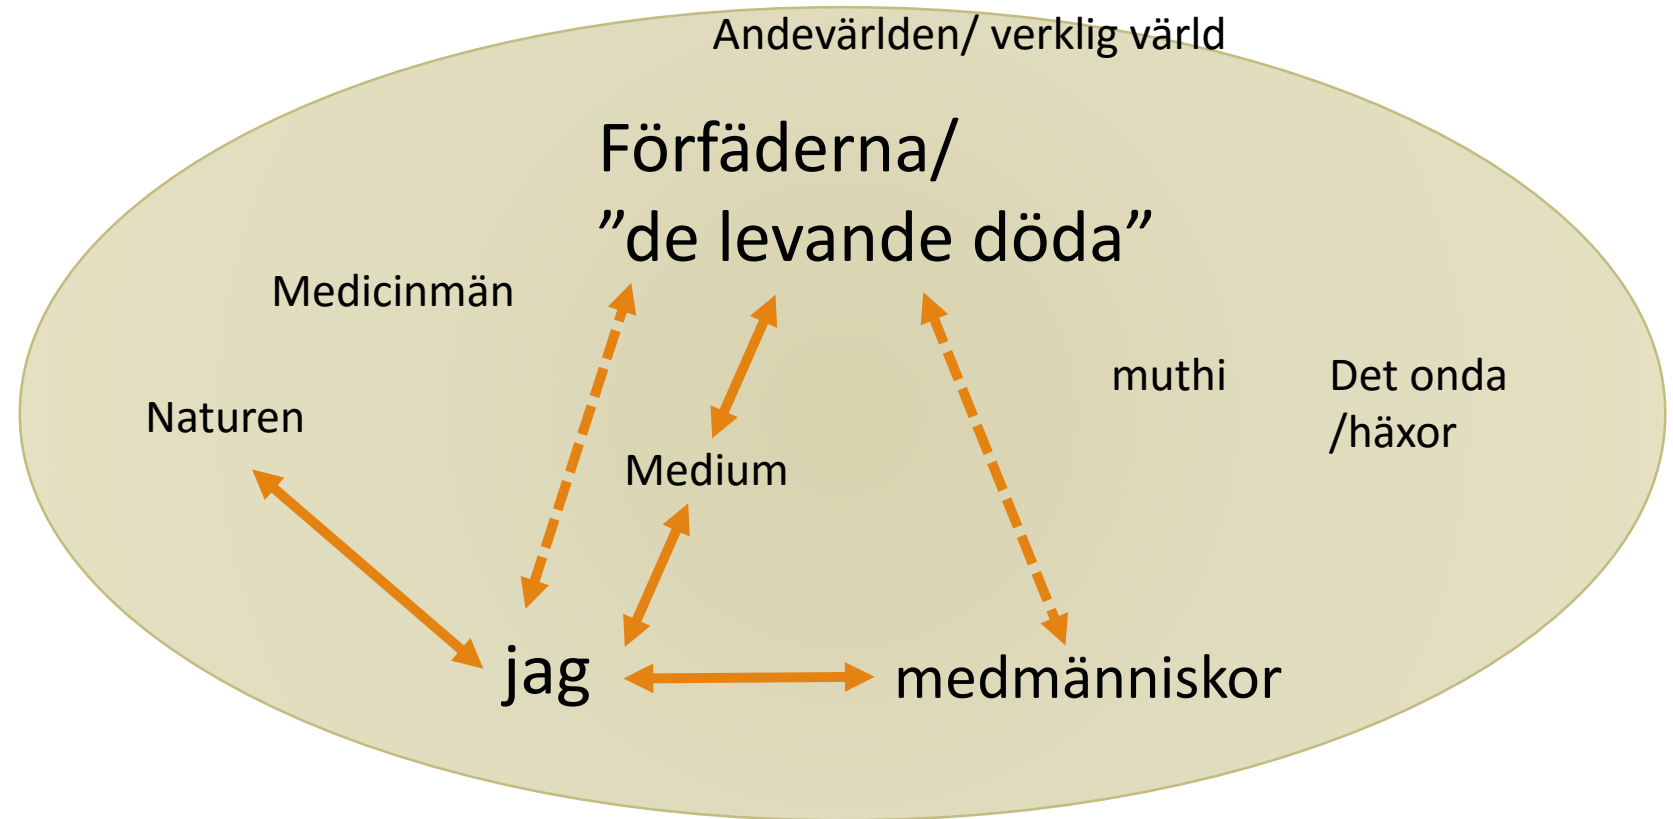 Andevärlden/ verklig värld
Förfäderna/
”de levande döda”
Medicinmän
muthi
Det onda
/häxor
Naturen
Medium
jag
medmänniskor